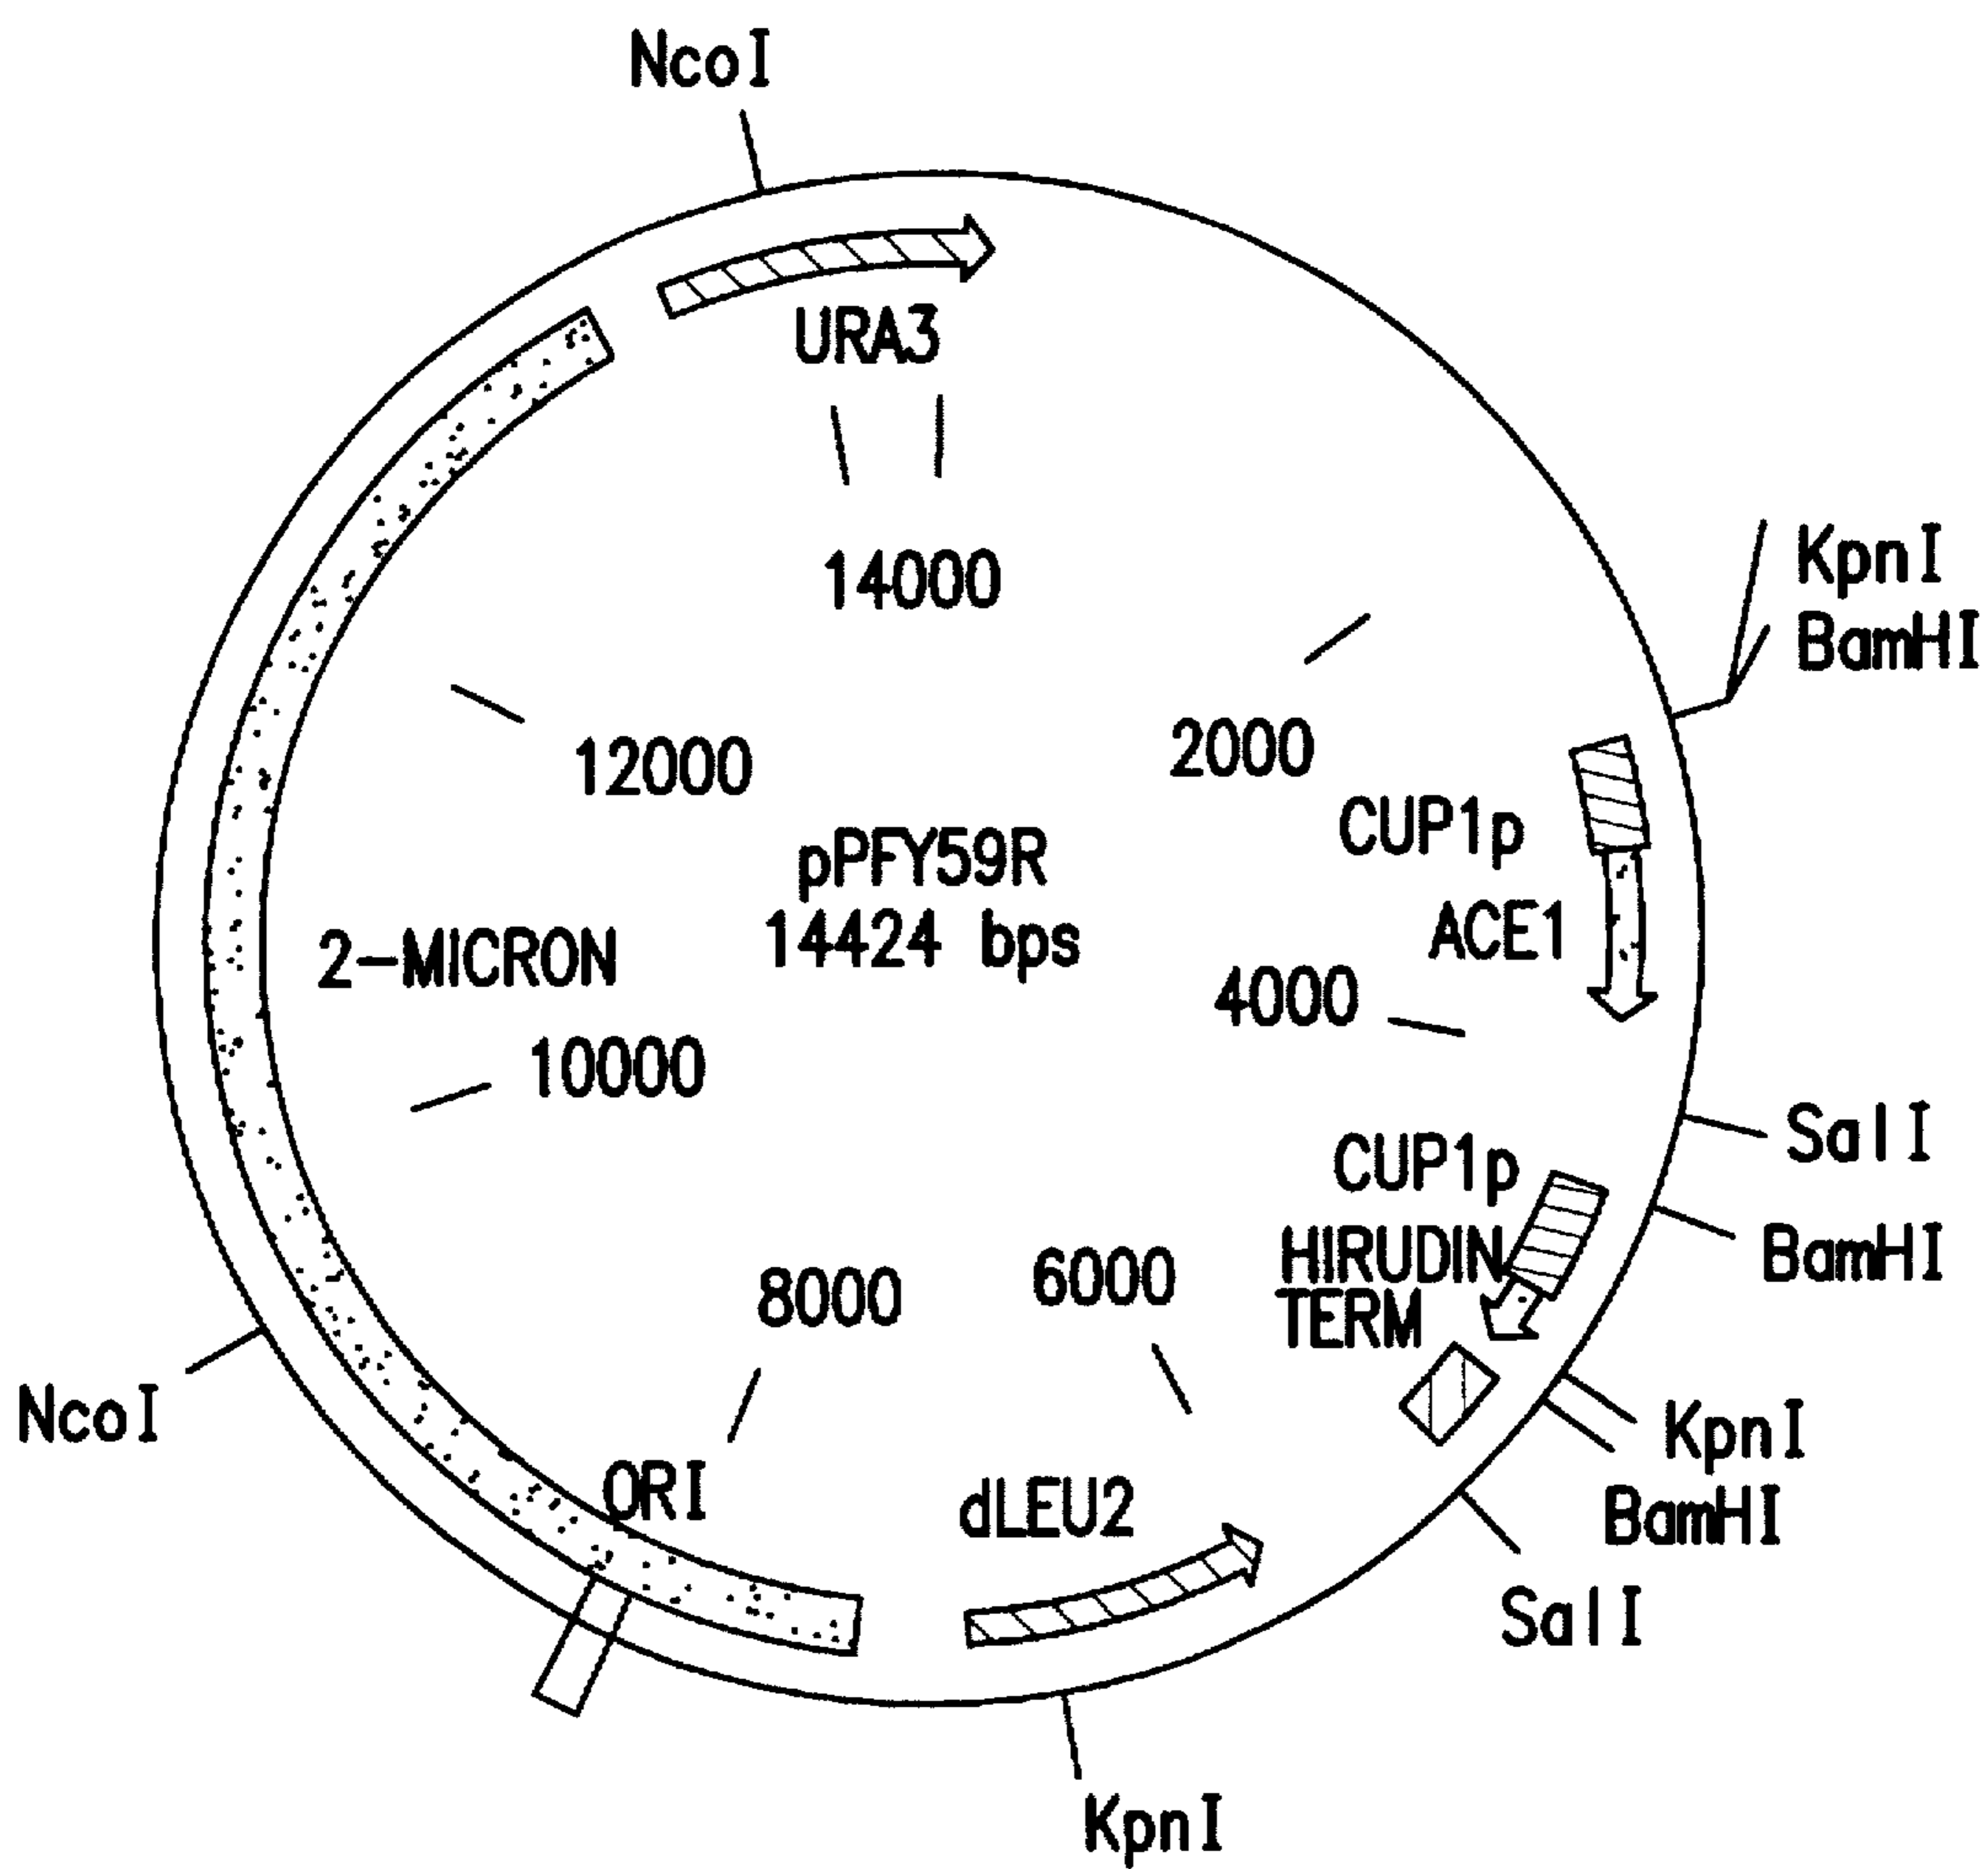 NcoI
URA3
14000
KpnI
BamHI
2000
12000
CUP1p
pPFY59R
14424 bps
ACE1
2-MICRON
4000
10000
SalI
CUP1p
HIRUDIN
BamHI
6000
8000
TERM
NcoI
KpnI
ORI
dLEU2
BamHI
SalI
KpnI